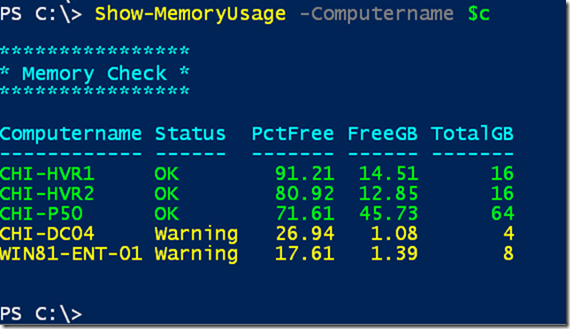 PS C:\> Show-MemoryUsage -Computername $c
****************
* Memory Check *
****************
Computername Status PctFree FreeGB TotalGB
------------ ------ ------- ------ -------
CHI-HVR1 OK 91.21 14.51 16
CHI-HVR2 OK 80.92 12.85 16
CHI-P50 OK 71.61 45.73 64
CHI-DC04 Warning 26.94 1.08 4
WIN81-ENT-01 Warning 17.61 1.39 8
PS C:\>